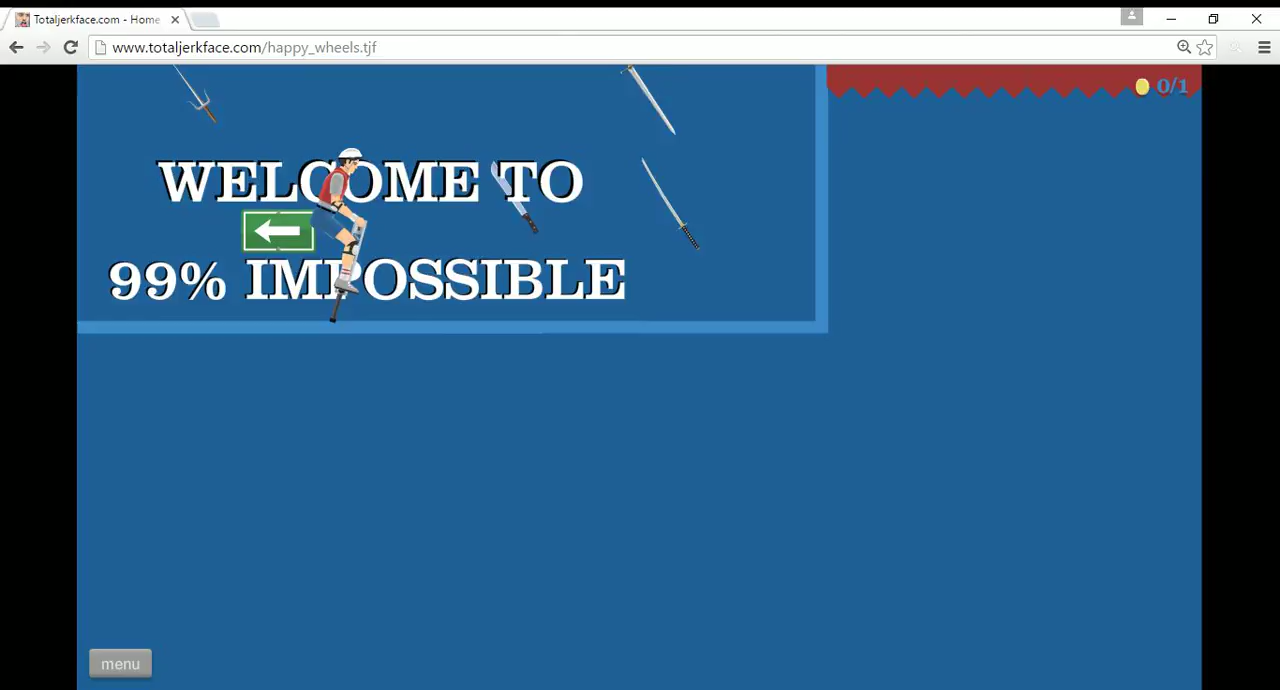 Totaljerkface.com - Home
www.totaljerkface.com/happy_wheels.tjf
0/1
WELCOME TO
99% IMPOSSIBLE
menu